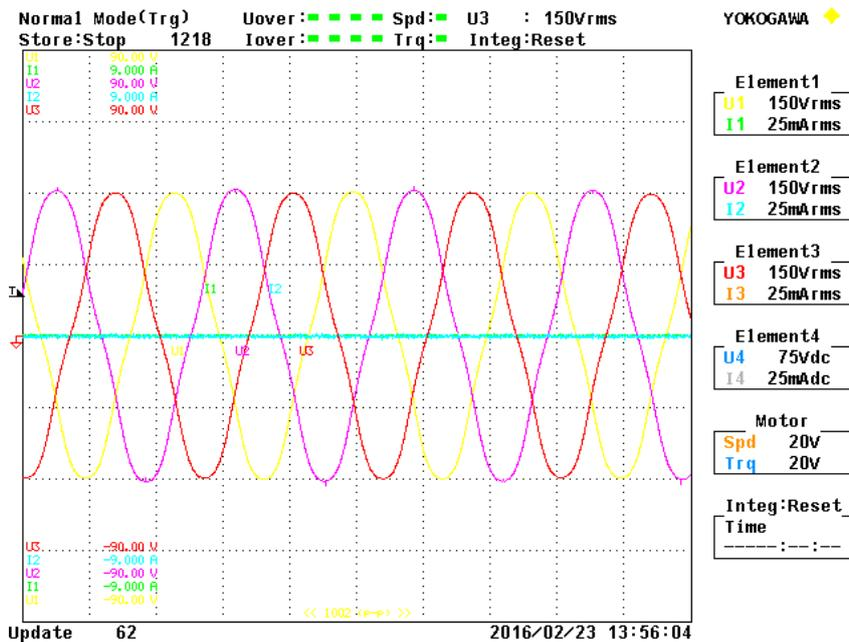 Normal Mode(Trg) Uover: Spd: U3 : 150Vrms YOKOGAWA
Store:Stop 1218 Iover: Trq: Integ:Reset
U1 90.00 V
I1 9.000 A
U2 90.00 V
I2 9.000 A
U3 90.00 V
Element1
U1 150Vrms
I1 25mArms
Element2
U2 150Vrms
I2 25mArms
Element3
U3 150Vrms
I3 25mArms
T
I1 I2
U1 U2 U3
Element4
U4 75Vdc
I4 25mAdc
Motor
Spd 20V
Trq 20V
Integ:Reset
Time
-----:--:--
U3 -90.00 V
I2 -9.000 A
U2 -90.00 V
I1 -9.000 A
U1 -90.00 V
<< 1002 (p-p) >>
Update 62 2016/02/23 13:56:04